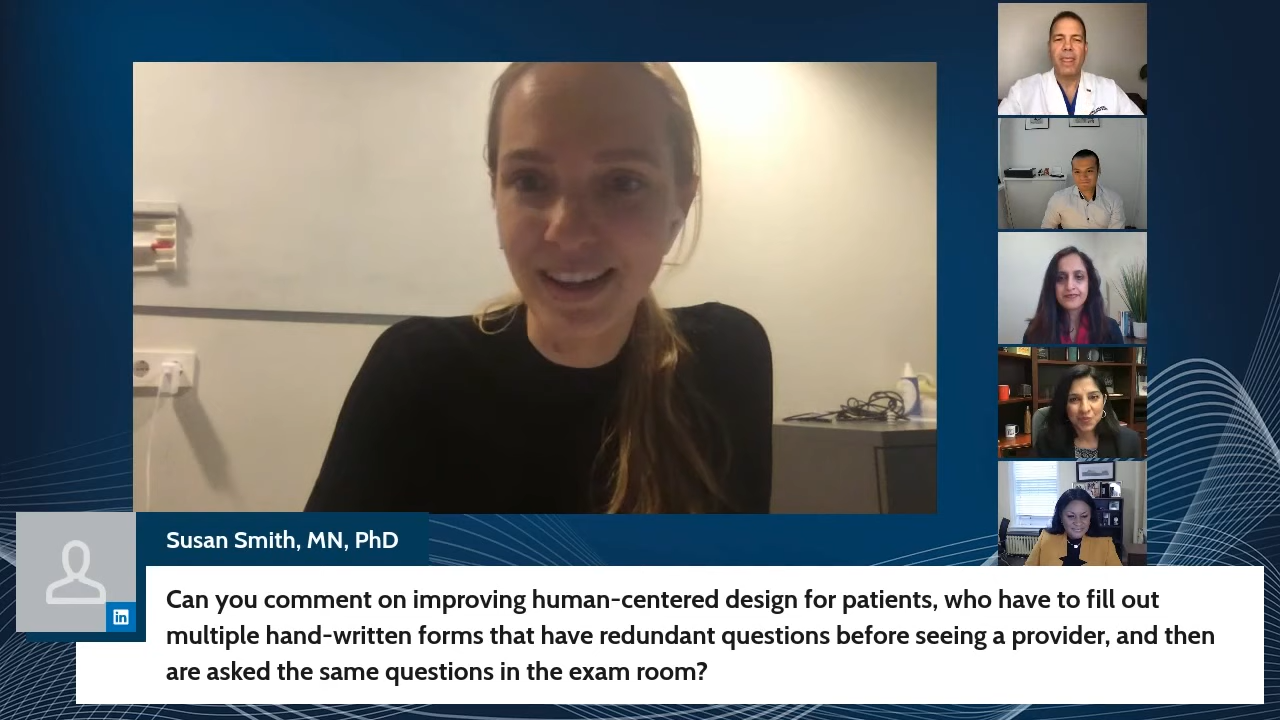 Susan Smith, MN, PhD
in
Can you comment on improving human-centered design for patients, who have to fill out
multiple hand-written forms that have redundant questions before seeing a provider, and then
are asked the same questions in the exam room?